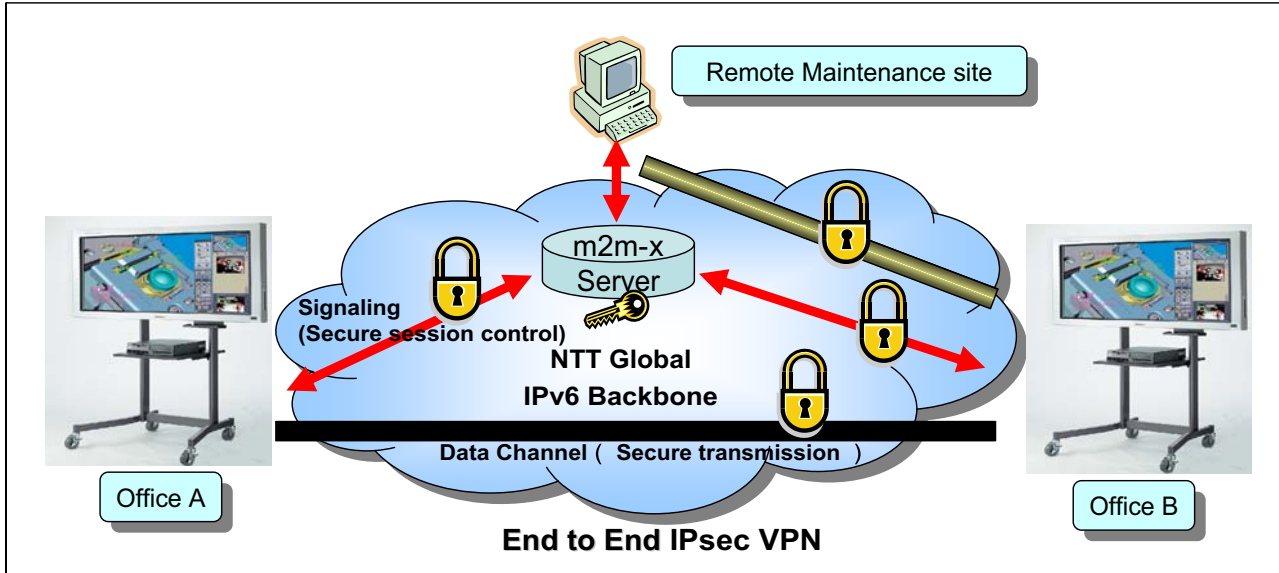 Remote Maintenance site
m2m-x
Server
Signaling
(Secure session control)
NTT Global
IPv6 Backbone
Data Channel ( Secure transmission )
Office A
Office B
End to End IPsec VPN